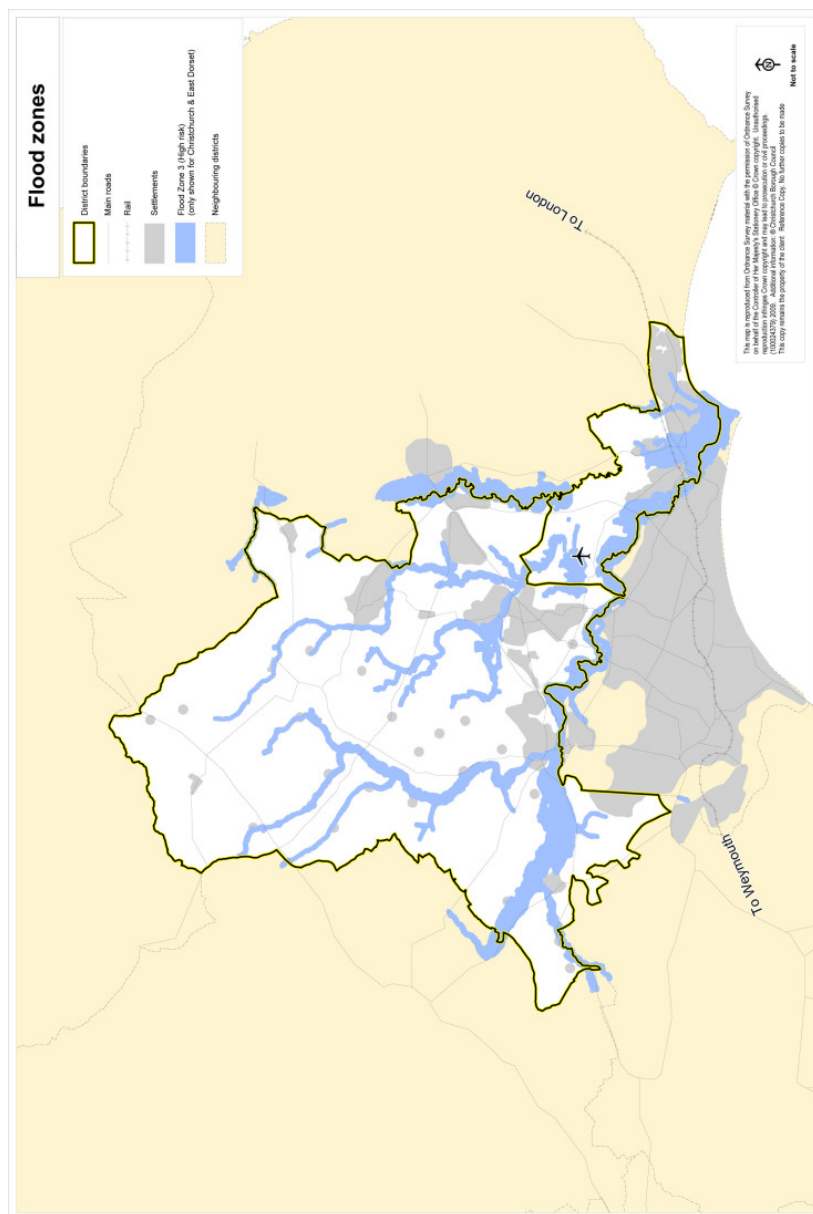 Flood zones
District boundaries
Main roads
Rail
Settlements
Flood Zone 3 (High risk)
(only shown for Christchurch & East Dorset)
Neighbouring districts
To London
To Weymouth
N
Not to scale
This map is reproduced from Ordnance Survey material with the permission of Ordnance Survey
on behalf of the Controller of Her Majesty's Stationery Office © Crown copyright. Unauthorised
reproduction infringes Crown copyright and may lead to prosecution or civil proceedings.
(100024379) 2009. Additional information: © Christchurch Borough Council
This copy remains the property of the client. Reference Copy. No further copies to be made